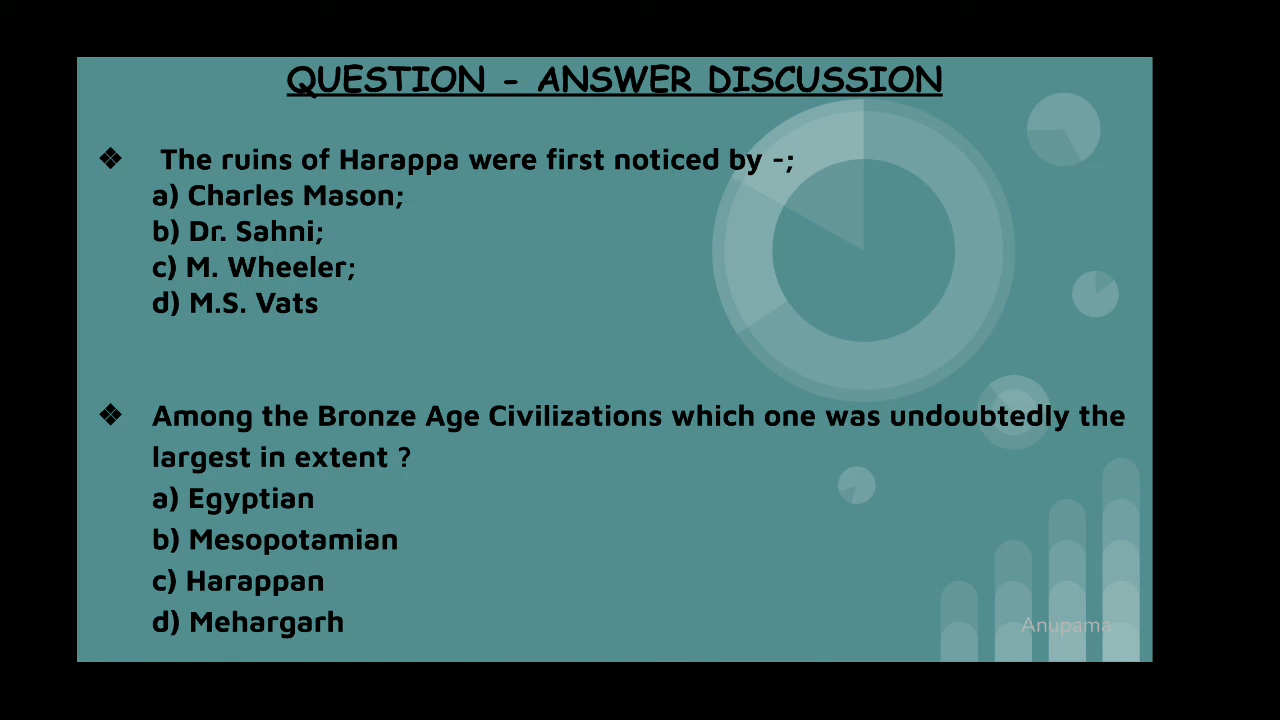 QUESTION - ANSWER DISCUSSION
❖ The ruins of Harappa were first noticed by -;
a) Charles Mason;
b) Dr. Sahni;
c) M. Wheeler;
d) M.S. Vats
❖ Among the Bronze Age Civilizations which one was undoubtedly the
largest in extent ?
a) Egyptian
b) Mesopotamian
c) Harappan
d) Mehargarh
Anupama